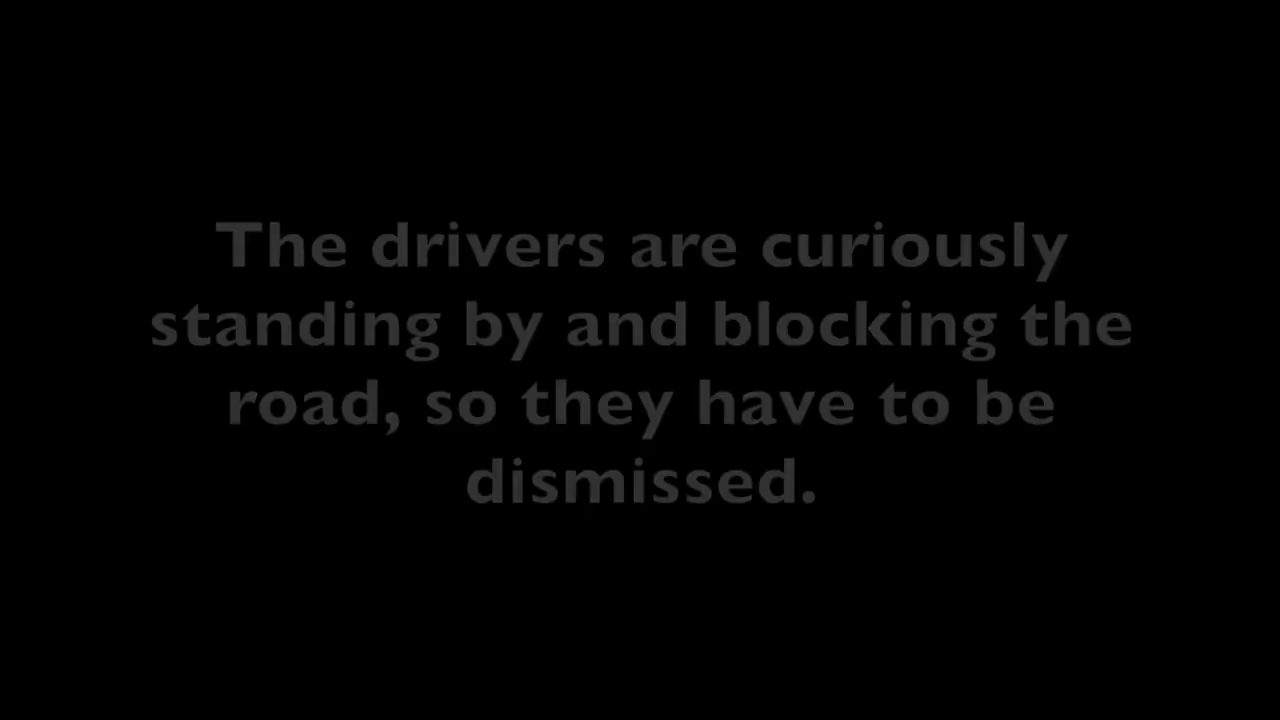 The drivers are curiously
standing by and blocking the
road, so they have to be
dismissed.